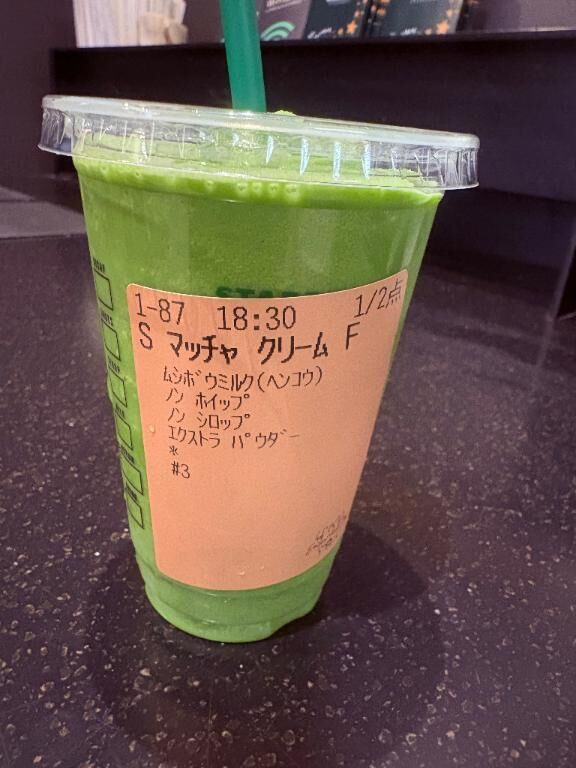 STAR
1-87 18:30 1/2点
S マッチャ クリーム F
ﾑｼﾎﾞｳﾐﾙｸ(ﾍﾝｺｳ)
ﾉﾝ ﾎｲｯﾌﾟ
ﾉﾝ ｼﾛｯﾌﾟ
ｴｸｽﾄﾗ ﾊﾟｳﾀﾞｰ
*
#3